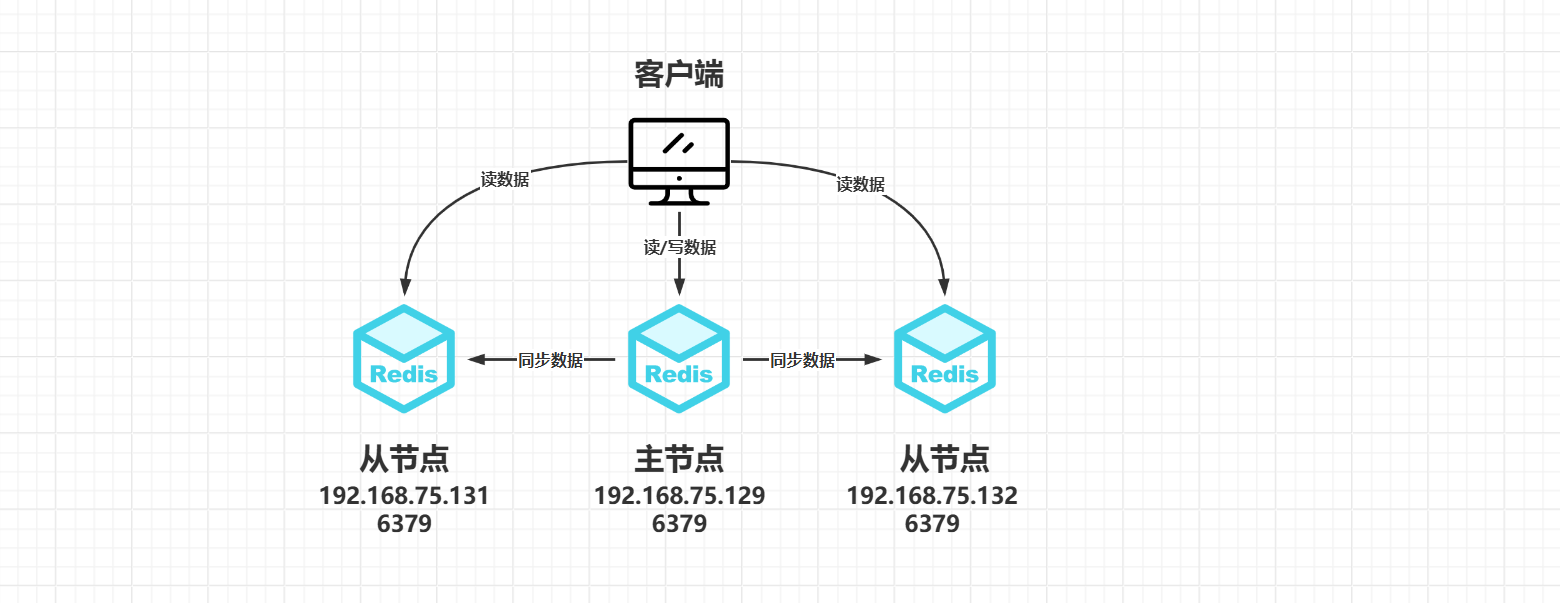 客户端
读数据
读数据
读/写数据
Redis
同步数据
Redis
同步数据
Redis
从节点
192.168.75.131
6379
主节点
192.168.75.129
6379
从节点
192.168.75.132
6379